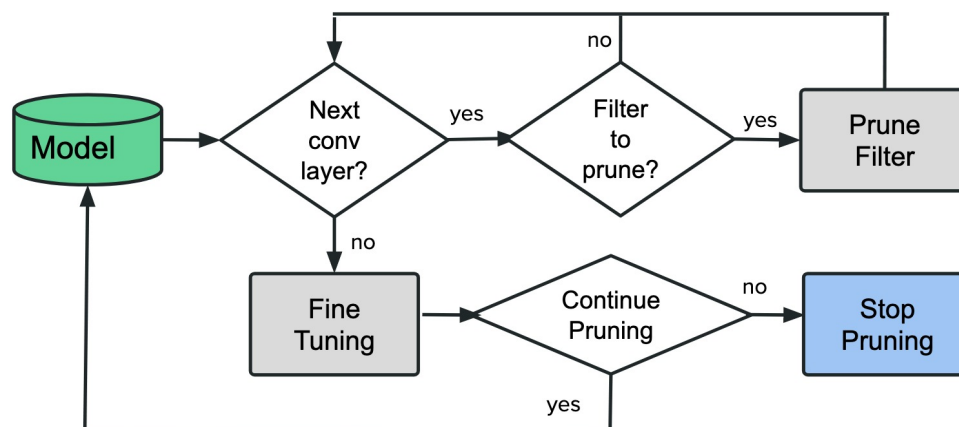 no
Next
conv
layer?
yes
Filter
to
prune?
yes
Prune
Filter
Model
no
Fine
Tuning
Continue
Pruning
no
Stop
Pruning
yes